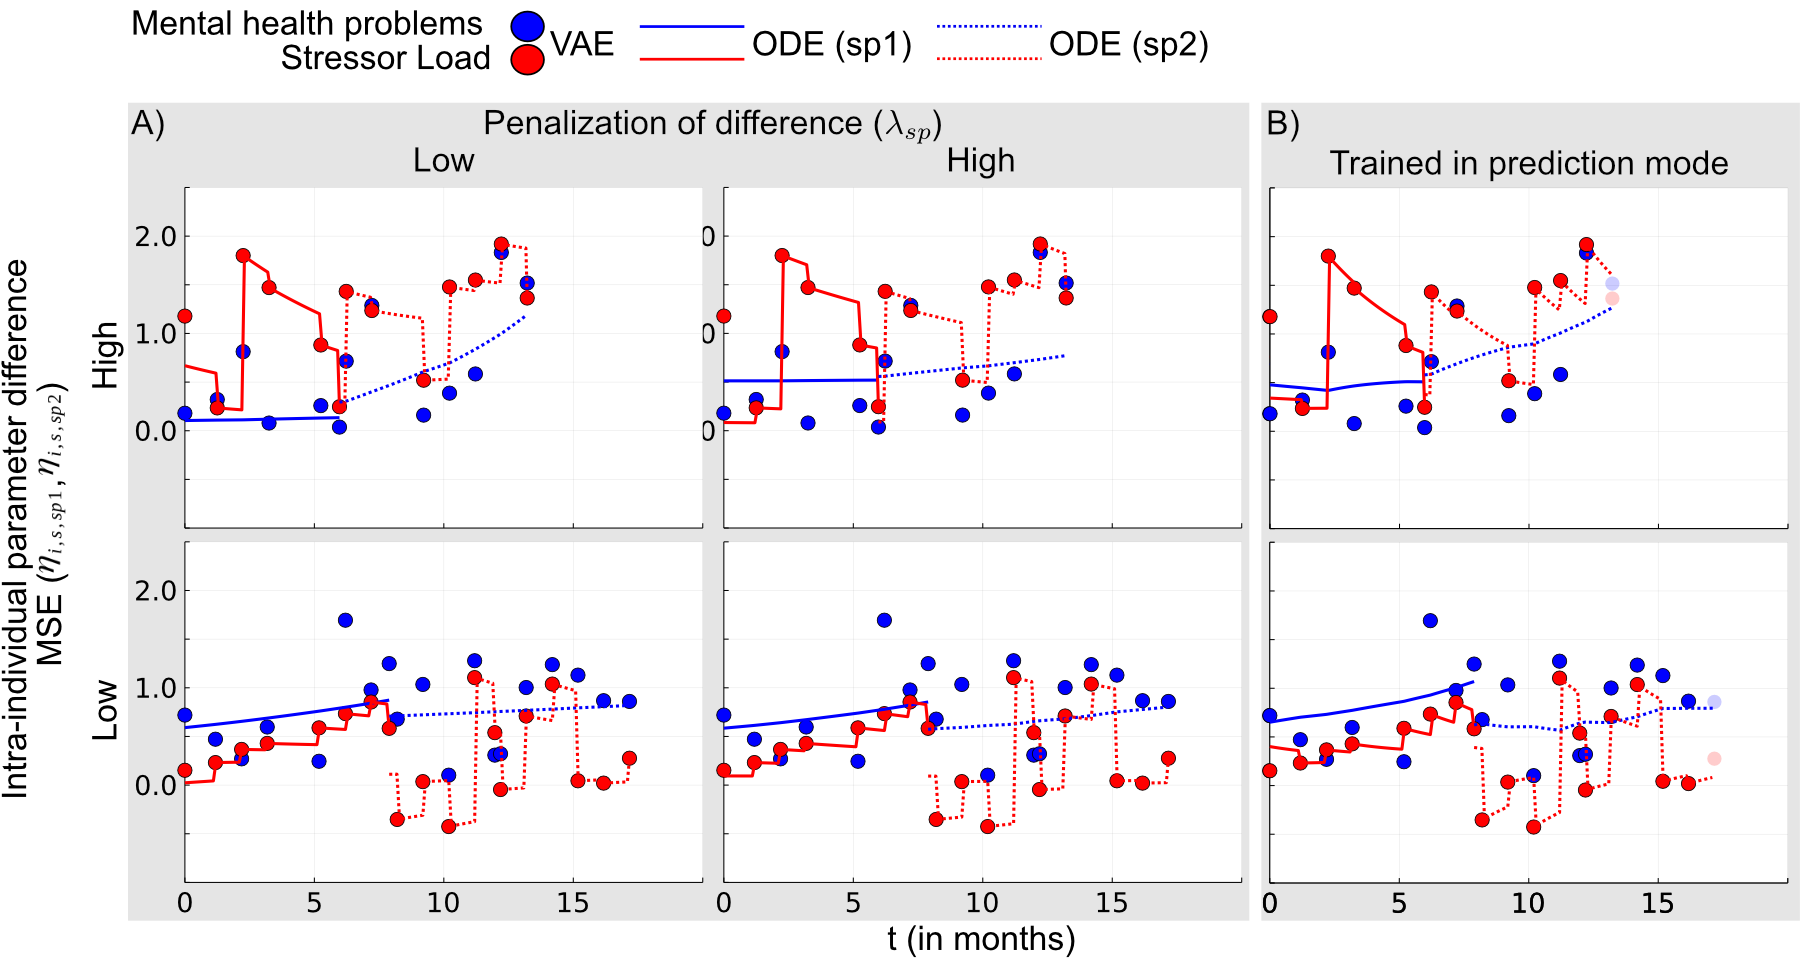 Mental health problems
Stressor Load
VAE
ODE (sp1)
ODE (sp2)
A)
Penalization of difference (λsp)
Low
High
B)
Trained in prediction mode
Intra-individual parameter difference
MSE (ηi,s,sp1, ηi,s,sp2)
High
Low
2.0
1.0
0.0
0
0
0
2.0
1.0
0.0
0 5 10 15
0 5 10 15
0 5 10 15
t (in months)